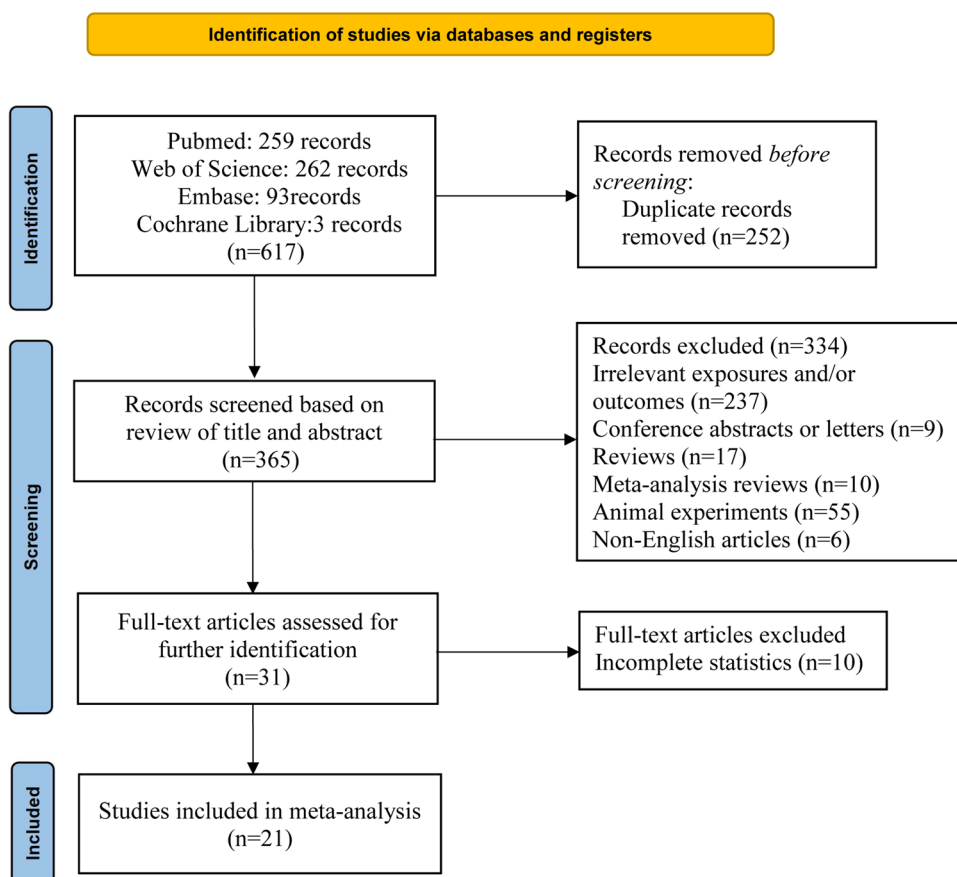 Identification of studies via databases and registers
Identification
Pubmed: 259 records
Web of Science: 262 records
Embase: 93records
Cochrane Library:3 records
(n=617)
Records removed before
screening:
Duplicate records
removed (n=252)
Screening
Records screened based on
review of title and abstract
(n=365)
Records excluded (n=334)
Irrelevant exposures and/or
outcomes (n=237)
Conference abstracts or letters (n=9)
Reviews (n=17)
Meta-analysis reviews (n=10)
Animal experiments (n=55)
Non-English articles (n=6)
Full-text articles assessed for
further identification
(n=31)
Full-text articles excluded
Incomplete statistics (n=10)
Included
Studies included in meta-analysis
(n=21)